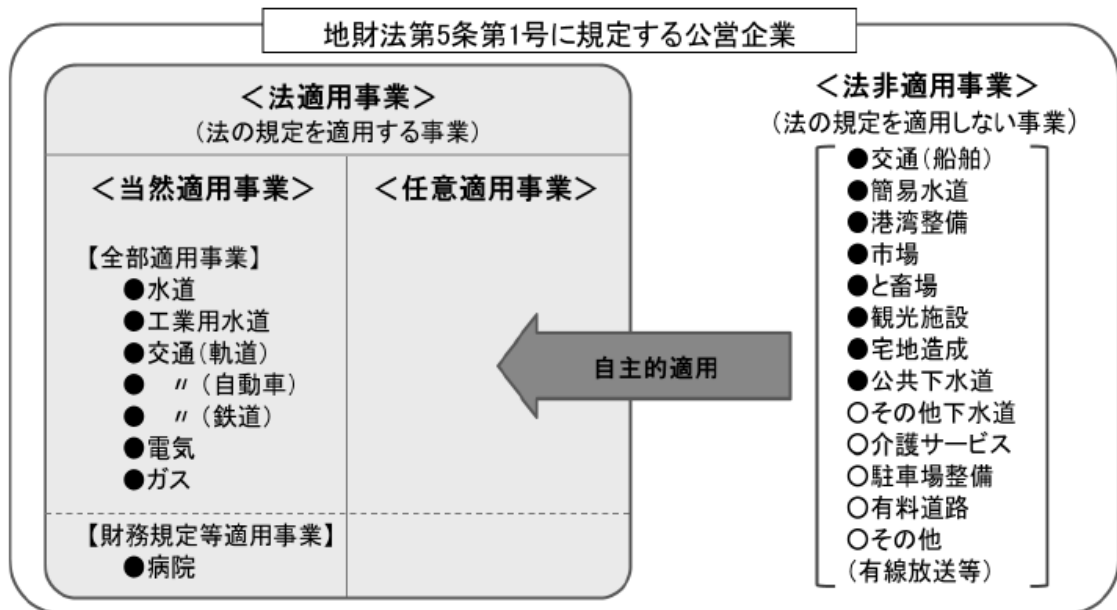 地財法第5条第1号に規定する公営企業
＜法適用事業＞
(法の規定を適用する事業)
＜当然適用事業＞
【全部適用事業】
●水道
●工業用水道
●交通(軌道)
●　〃(自動車)
●　〃(鉄道)
●電気
●ガス
【財務規定等適用事業】
●病院
＜任意適用事業＞
自主的適用
＜法非適用事業＞
(法の規定を適用しない事業)
●交通(船舶)
●簡易水道
●港湾整備
●市場
●と畜場
●観光施設
●宅地造成
●公共下水道
○その他下水道
○介護サービス
○駐車場整備
○有料道路
○その他
(有線放送等)